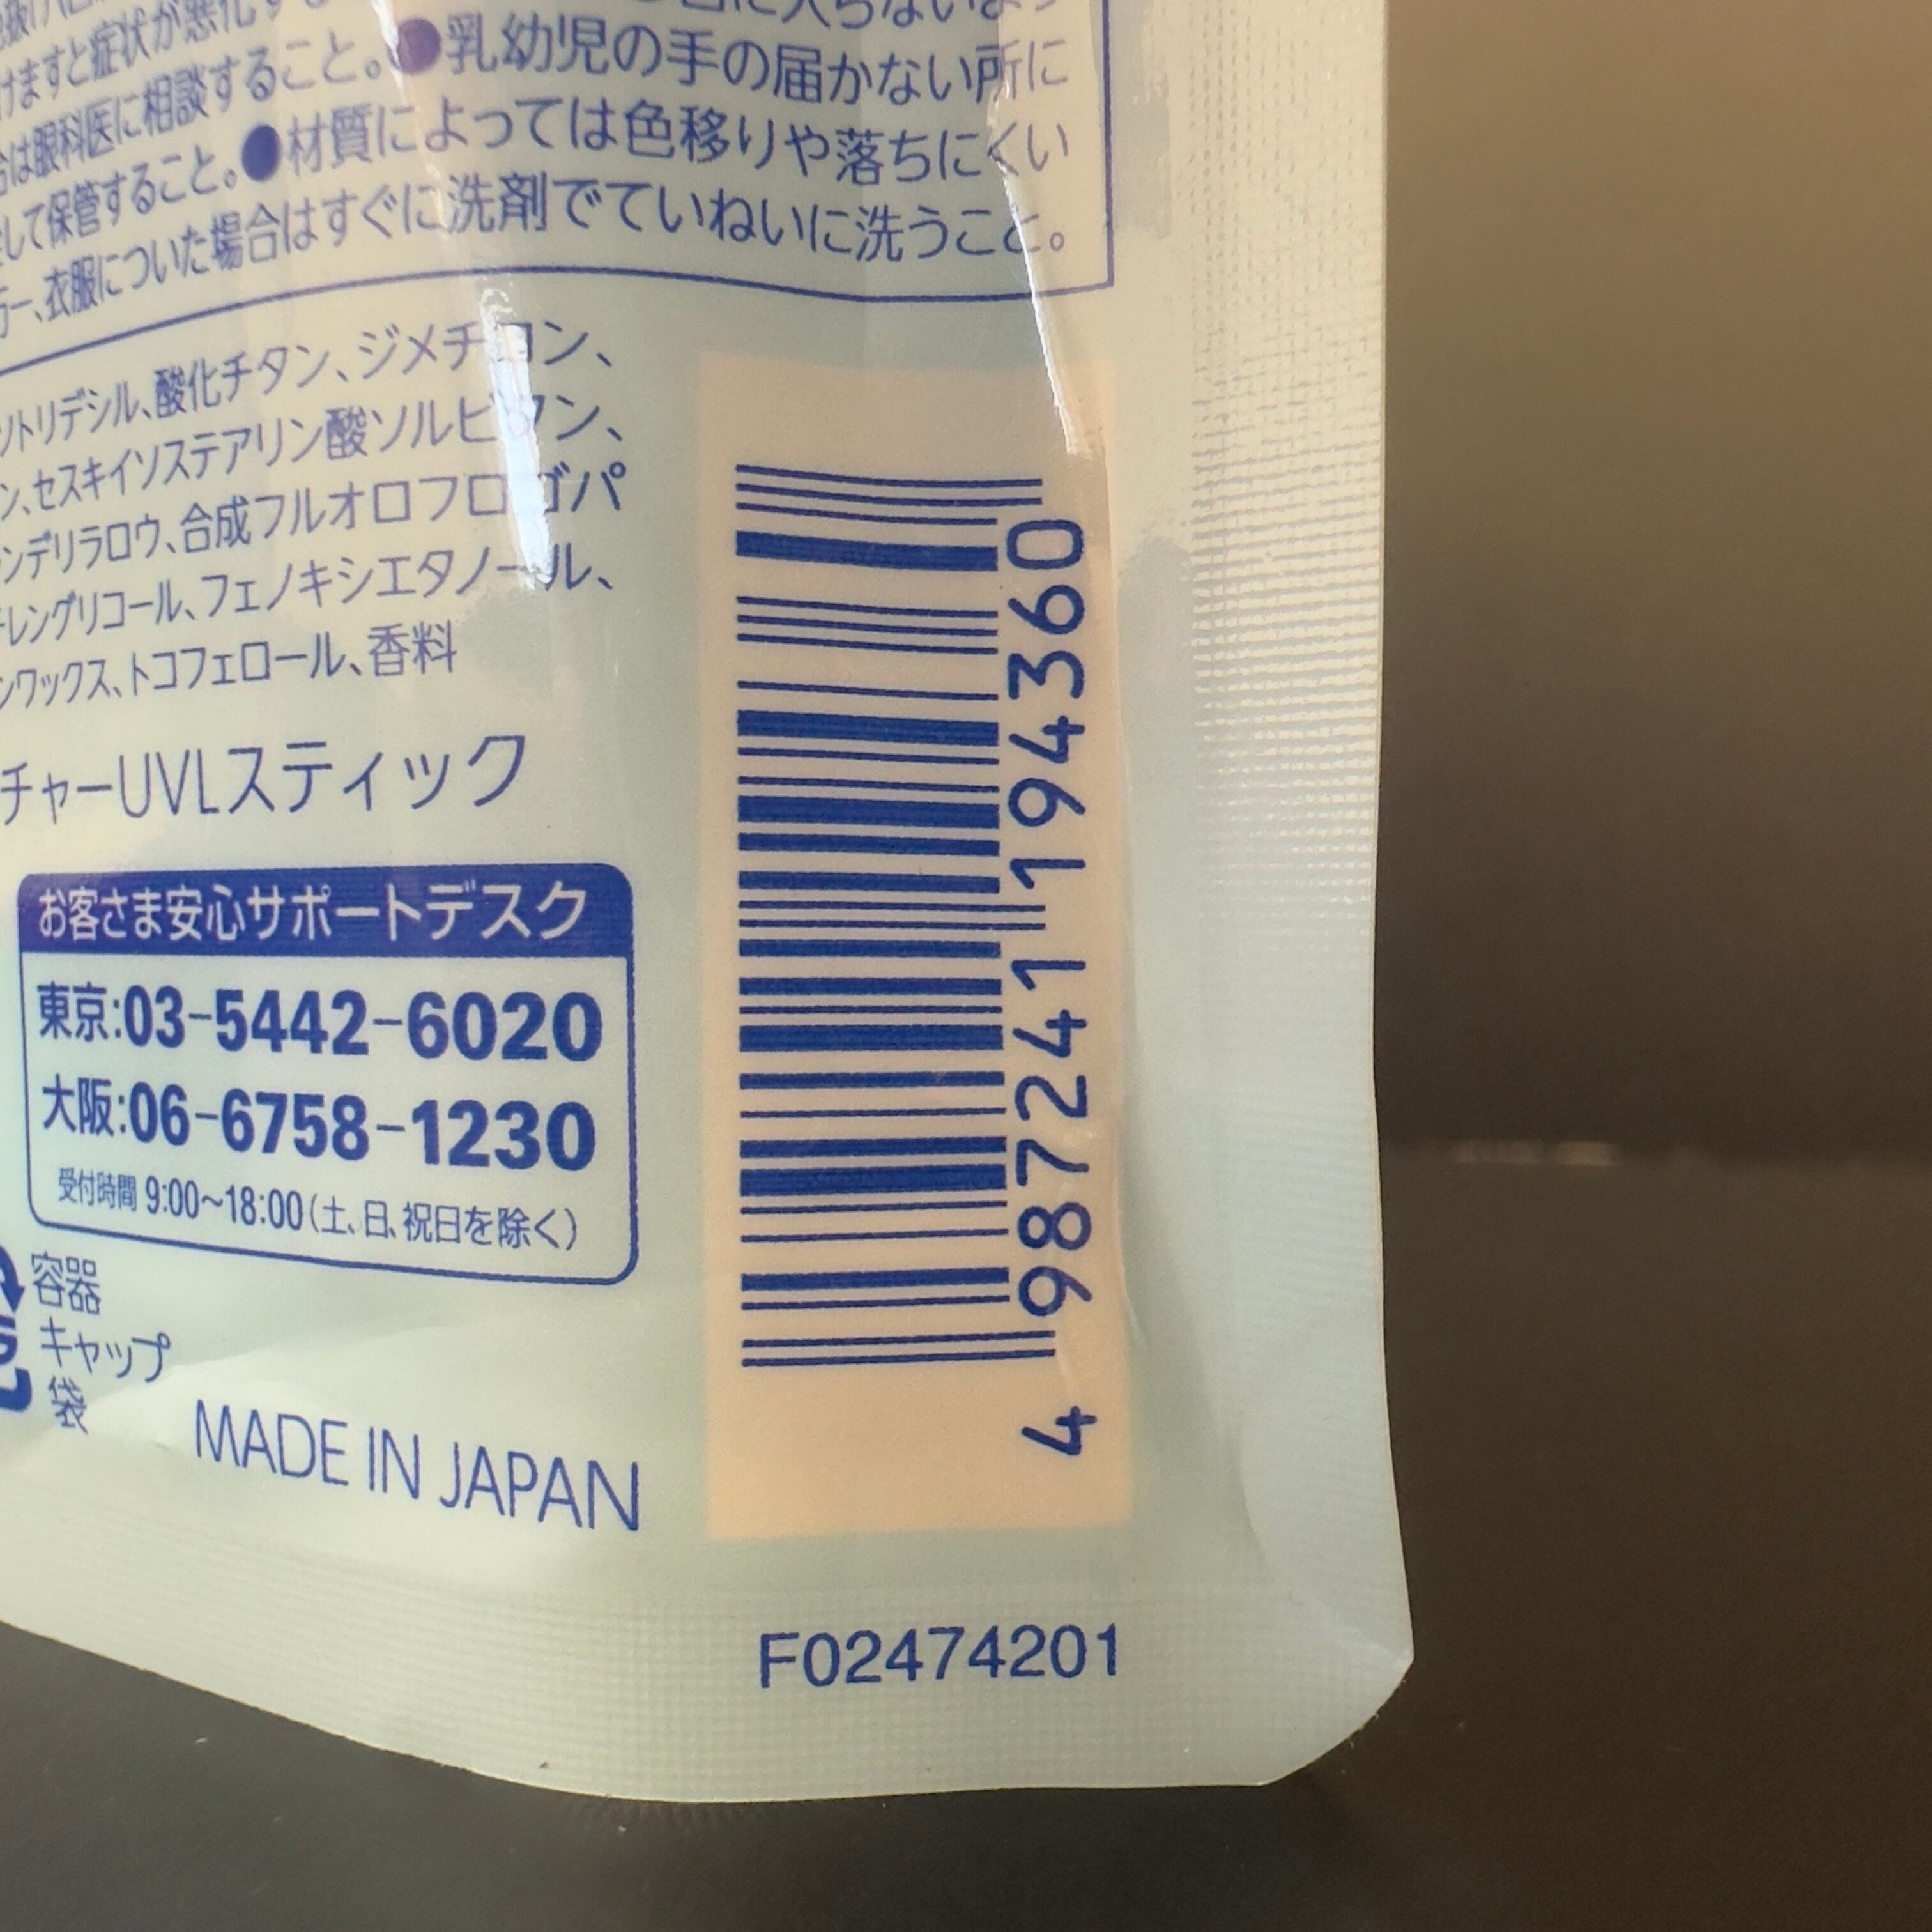 目に入らないよう
けますと症状が悪化する
合は眼科医に相談すること。●乳幼児の手の届かない所に
して保管すること。●材質によっては色移りや落ちにくい
衣服についた場合はすぐに洗剤でていねいに洗うこと。
ソトリデシル、酸化チタン、ジメチコン、
ン、セスキイソステアリン酸ソルビタン、
ンデリラロウ、合成フルオロフロゴパ
チレングリコール、フェノキシエタノール、
ンワックス、トコフェロール、香料
チャーUVLスティック
お客さま安心サポートデスク
東京:03-5442-6020
大阪:06-6758-1230
受付時間 9:00~18:00(土、日、祝日を除く)
容器
キャップ
袋
MADE IN JAPAN
4 987241 194360
F02474201